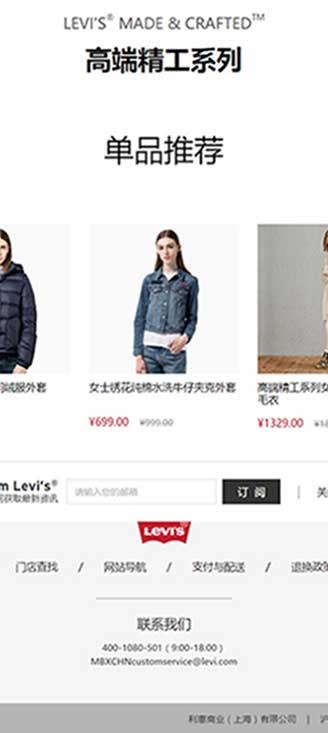 LEVI'S® MADE & CRAFTED™
高端精工系列
单品推荐
绒服外套
女士绣花纯棉水洗牛仔夹克外套
¥699.00 ¥999.00
高端精工系列女
毛衣
¥1329.00
m Levi's®
获取最新资讯
请输入您的邮箱
订 阅
| 关
LEVI'S
门店查找 / 网站导航 / 支付与配送 / 退换政策
联系我们
400-1080-501 ( 9:00-18:00 )
MBXCHNcustomservice@levi.com
利惠商业（上海）有限公司 | 沪